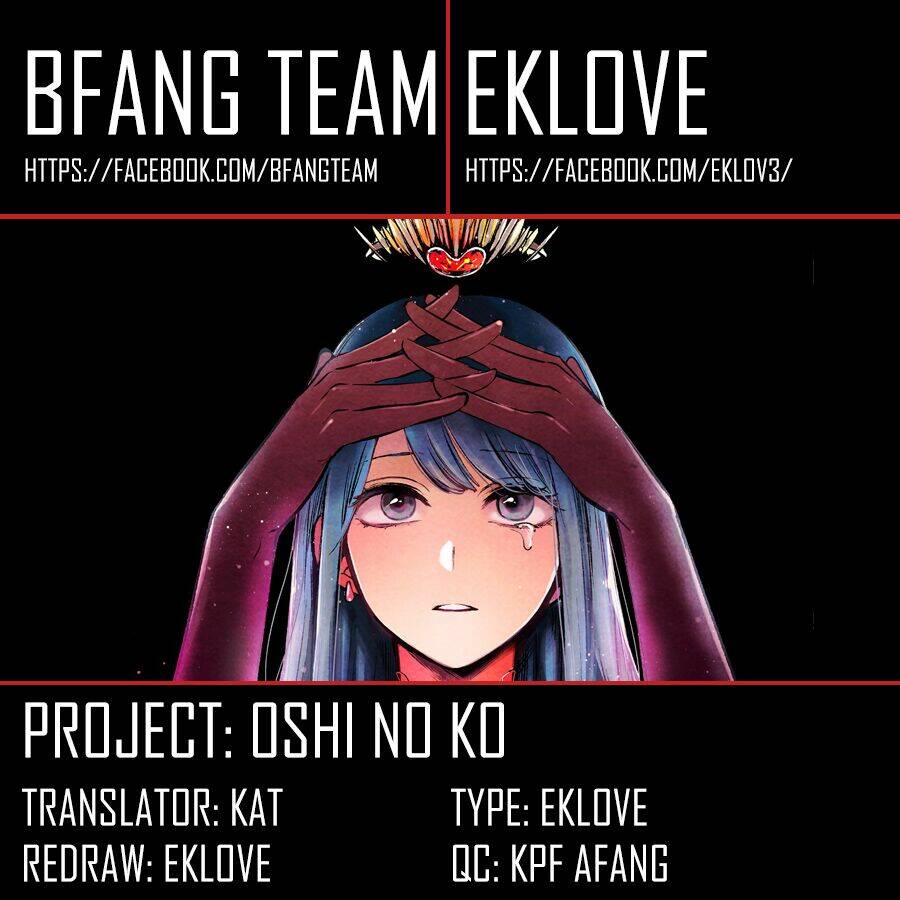 BFANG TEAM
HTTPS://FACEBOOK.COM/BFANGTEAM
EKLOVE
HTTPS://FACEBOOK.COM/EKLOV3/
PROJECT: OSHI NO KO
TRANSLATOR: KAT
TYPE: EKLOVE
REDRAW: EKLOVE
QC: KPF AFANG